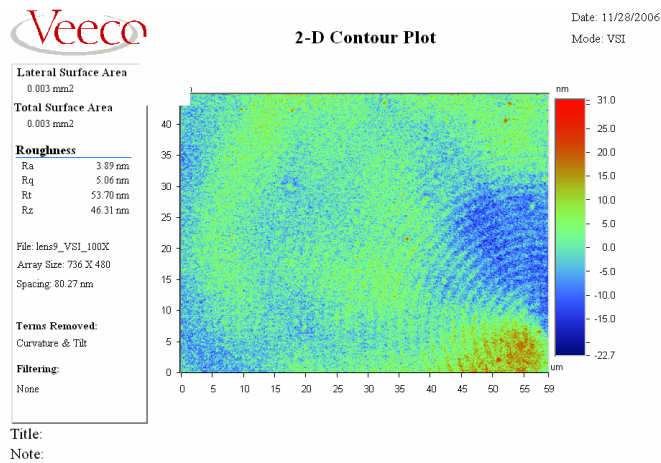 Veeco
2-D Contour Plot
Date: 11/28/2006
Mode: VSI
Lateral Surface Area
0.003 mm2
Total Surface Area
0.003 mm2
Roughness
Ra 3.89 nm
Rq 5.06 nm
Rt 53.70 nm
Rz 46.31 nm
File: lens9_VSI_100X
Array Size: 736 X 480
Spacing: 80.27 nm
Terms Removed:
Curvature & Tilt
Filtering:
None
Title:
Note:
40
35
30
25
20
15
10
5
0
0 5 10 15 20 25 30 35 40 45 50 55 59
um
nm
31.0
25.0
20.0
15.0
10.0
5.0
0.0
-5.0
-10.0
-15.0
-22.7